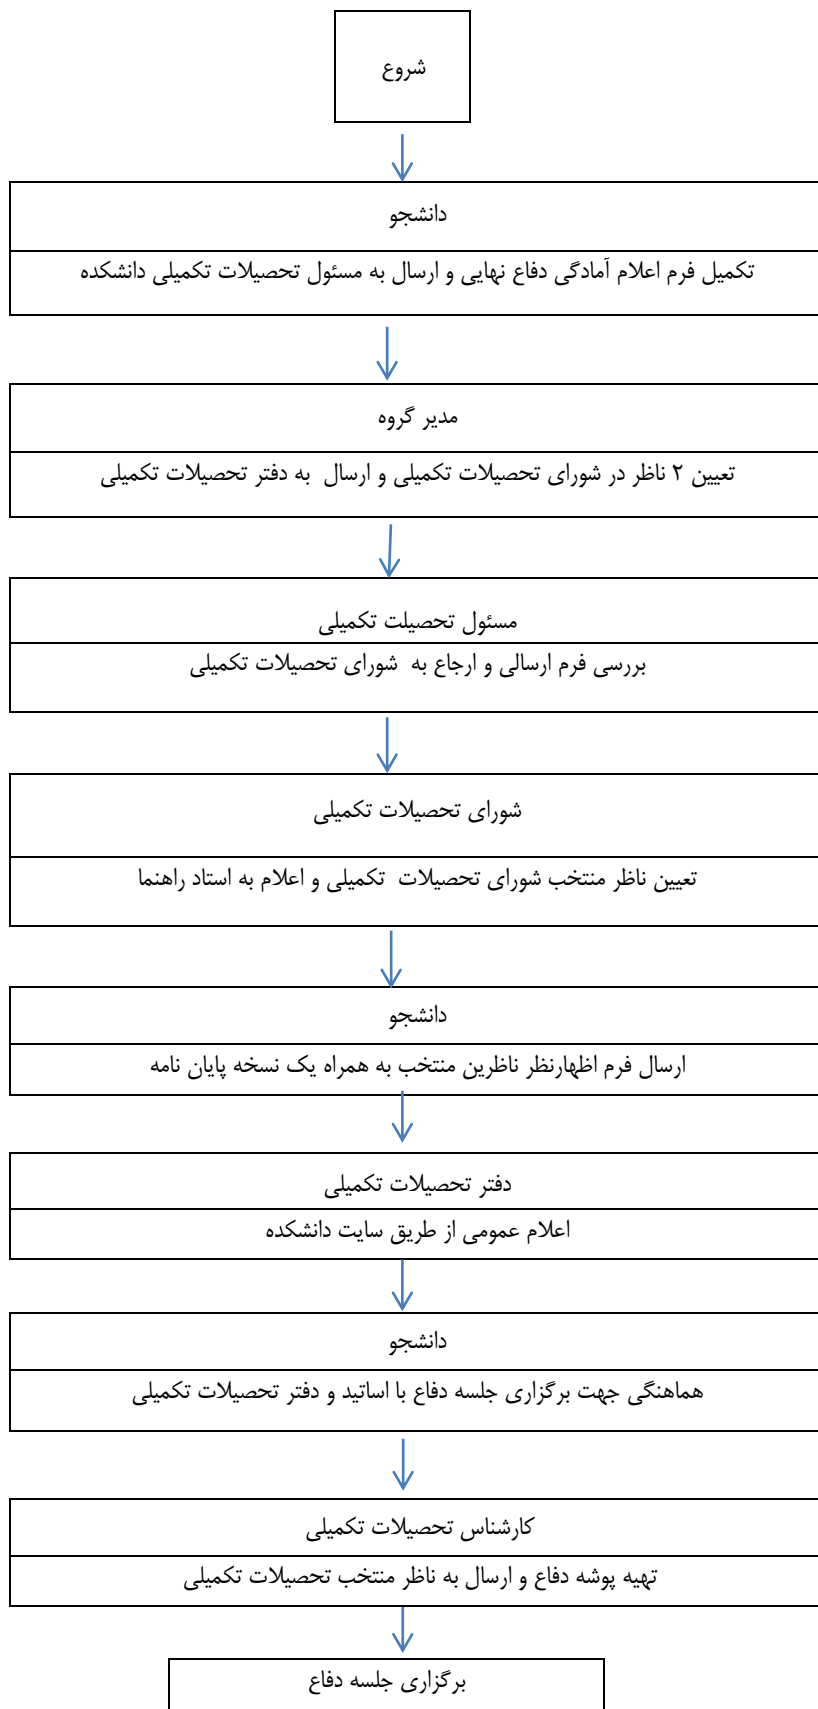 شروع
دانشجو
تکمیل فرم اعلام آمادگی دفاع نهایی و ارسال به مسئول تحصیلات تکمیلی دانشکده
مدیر گروه
تعیین ۲ ناظر در شورای تحصیلات تکمیلی و ارسال به دفتر تحصیلات تکمیلی
مسئول تحصیلت تکمیلی
بررسی فرم ارسالی و ارجاع به شورای تحصیلات تکمیلی
شورای تحصیلات تکمیلی
تعیین ناظر منتخب شورای تحصیلات تکمیلی و اعلام به استاد راهنما
دانشجو
ارسال فرم اظهارنظر ناظرین منتخب به همراه یک نسخه پایان نامه
دفتر تحصیلات تکمیلی
اعلام عمومی از طریق سایت دانشکده
دانشجو
هماهنگی جهت برگزاری جلسه دفاع با اساتید و دفتر تحصیلات تکمیلی
کارشناس تحصیلات تکمیلی
تهیه پوشه دفاع و ارسال به ناظر منتخب تحصیلات تکمیلی
برگزاری جلسه دفاع